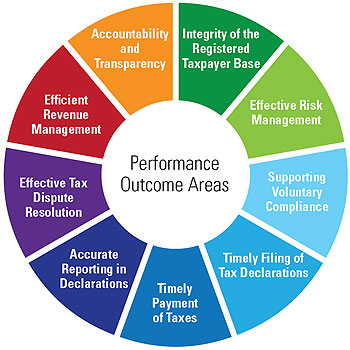 Performance
Outcome Areas
Integrity of the
Registered
Taxpayer Base
Effective Risk
Management
Supporting
Voluntary
Compliance
Timely Filing of
Tax Declarations
Timely
Payment
of Taxes
Accurate
Reporting in
Declarations
Effective Tax
Dispute
Resolution
Efficient
Revenue
Management
Accountability
and
Transparency